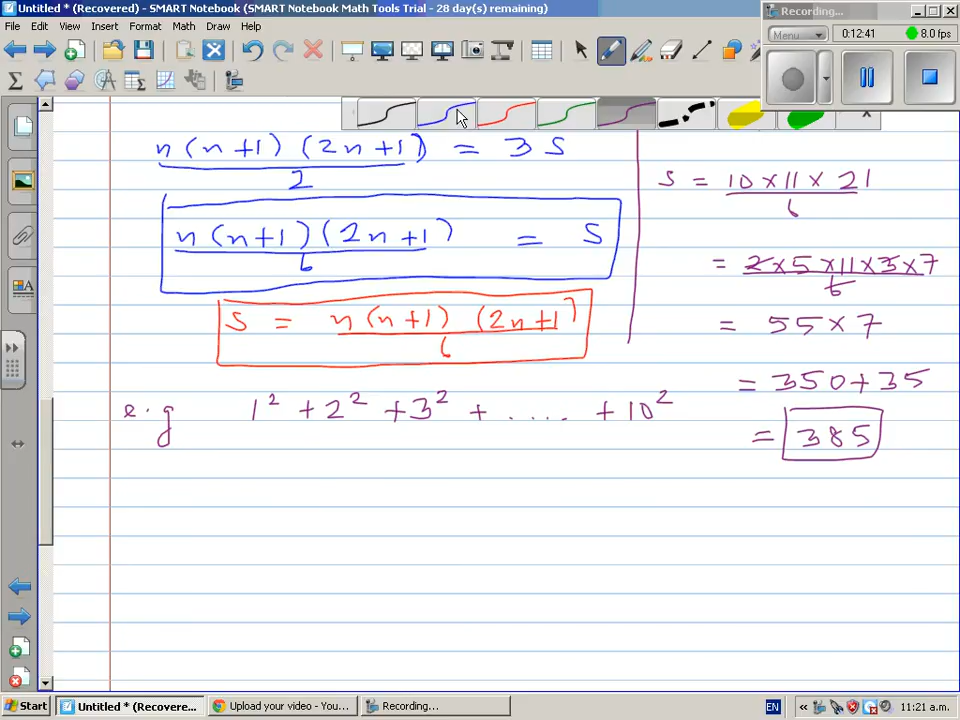 Untitled * (Recovered) - SMART Notebook (SMART Notebook Math Tools Trial - 28 day(s) remaining)
Recording...
File Edit View Insert Format Math Draw Help
Menu 0:12:41 8.0 fps
n(n+1)(2n+1) = 3S
2
n(n+1)(2n+1) = S
6
S = n(n+1)(2n+1)
6
e.g 1² + 2² + 3² + ..... + 10²
S = 10×11×21
6
= 2×5×11×3×7
6
= 55×7
= 350+35
= 385
Start Untitled * (Recovere... Upload your video - You... Recording... EN « 11:21 a.m.